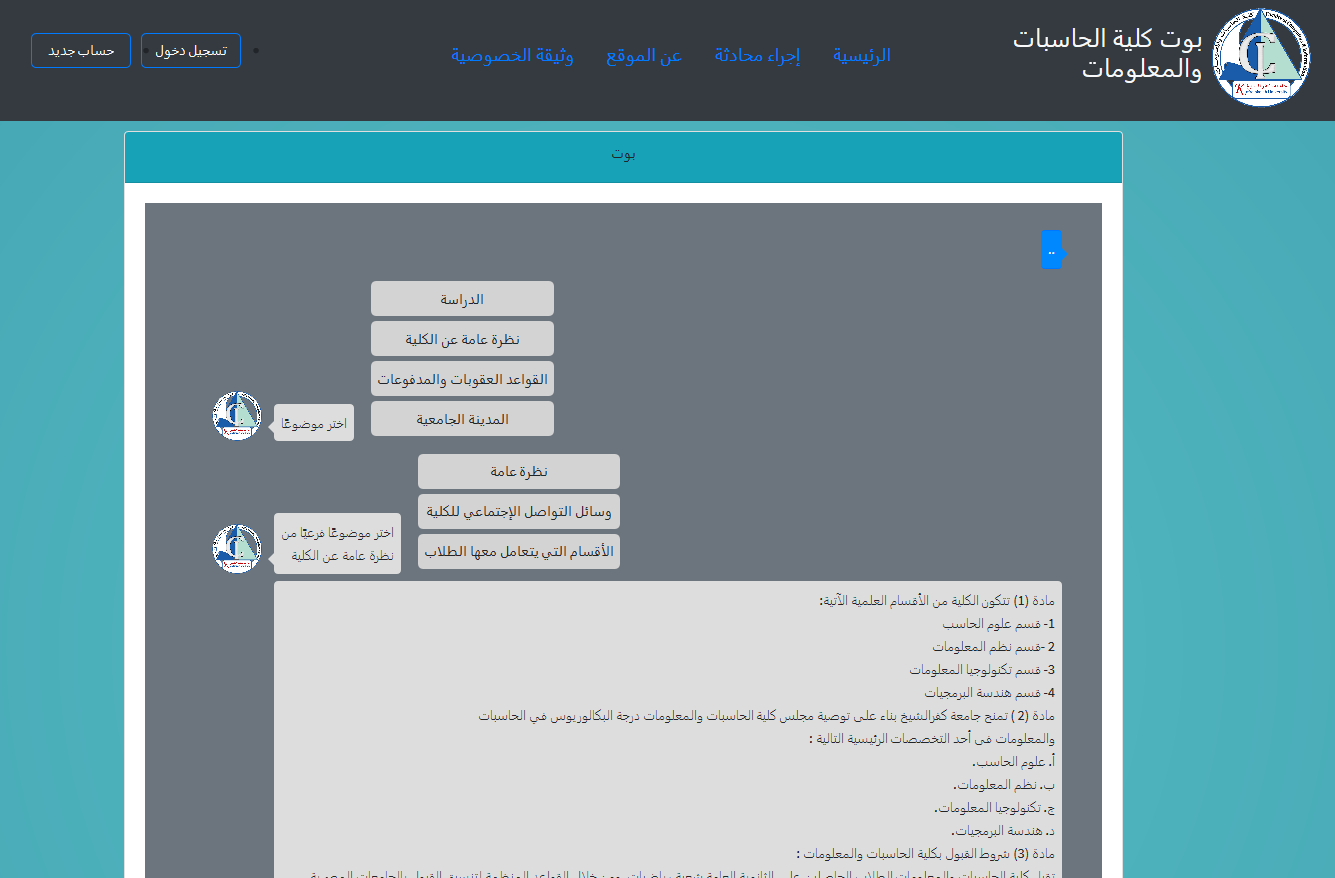 بوت كلية الحاسبات
والمعلومات
الرئيسية
إجراء محادثة
عن الموقع
وثيقة الخصوصية
تسجيل دخول
حساب جديد
بوت
..
الدراسة
نظرة عامة عن الكلية
القواعد العقوبات والمدفوعات
المدينة الجامعية
اختر موضوعًا
نظرة عامة
وسائل التواصل الإجتماعي للكلية
الأقسام التي يتعامل معها الطلاب
اختر موضوعًا فرعيًا من
نظرة عامة عن الكلية
مادة (1) تتكون الكلية من الأقسام العلمية الآتية:
1- قسم علوم الحاسب
2 -قسم نظم المعلومات
3- قسم تكنولوجيا المعلومات
4- قسم هندسة البرمجيات
مادة (2 ) تمنح جامعة كفرالشيخ بناء على توصية مجلس كلية الحاسبات والمعلومات درجة البكالوريوس في الحاسبات
والمعلومات فى أحد التخصصات الرئيسية التالية :
أ. علوم الحاسب.
ب. نظم المعلومات.
ج. تكنولوجيا المعلومات.
د. هندسة البرمجيات.
مادة (3) شروط القبول بكلية الحاسبات والمعلومات :